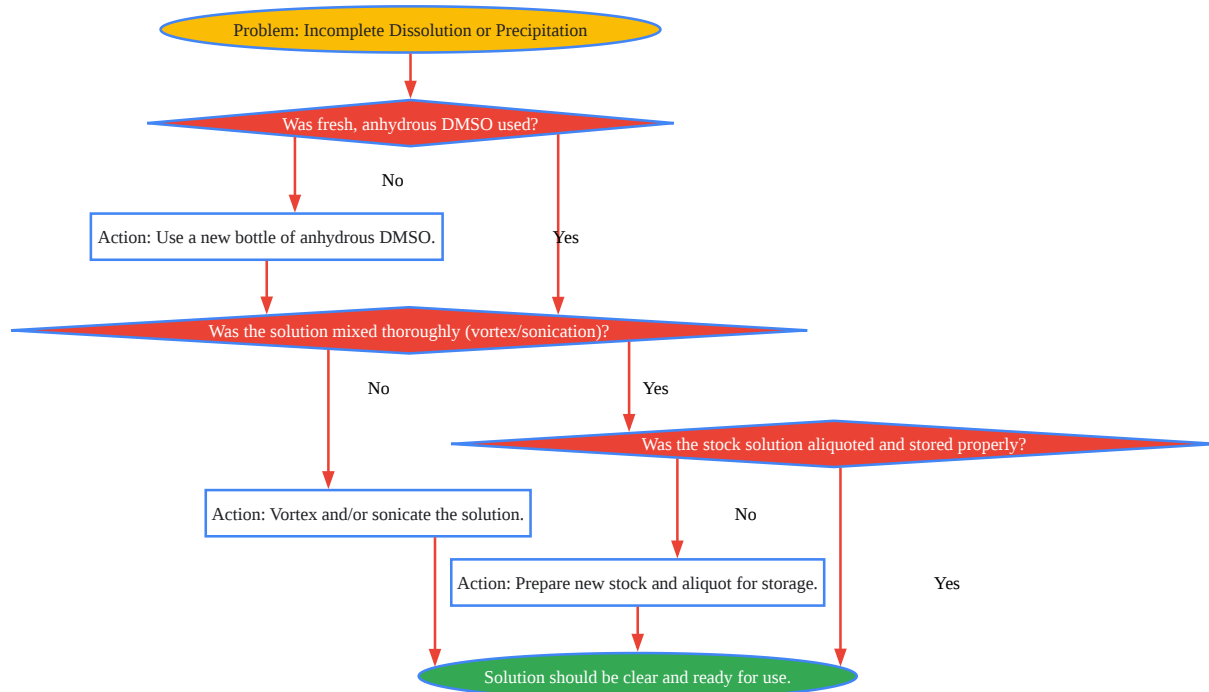 Problem: Incomplete Dissolution or Precipitation
Was fresh, anhydrous DMSO used?
No
Action: Use a new bottle of anhydrous DMSO.
Yes
Was the solution mixed thoroughly (vortex/sonication)?
No
Yes
Was the stock solution aliquoted and stored properly?
Action: Vortex and/or sonicate the solution.
No
Action: Prepare new stock and aliquot for storage.
Yes
Solution should be clear and ready for use.